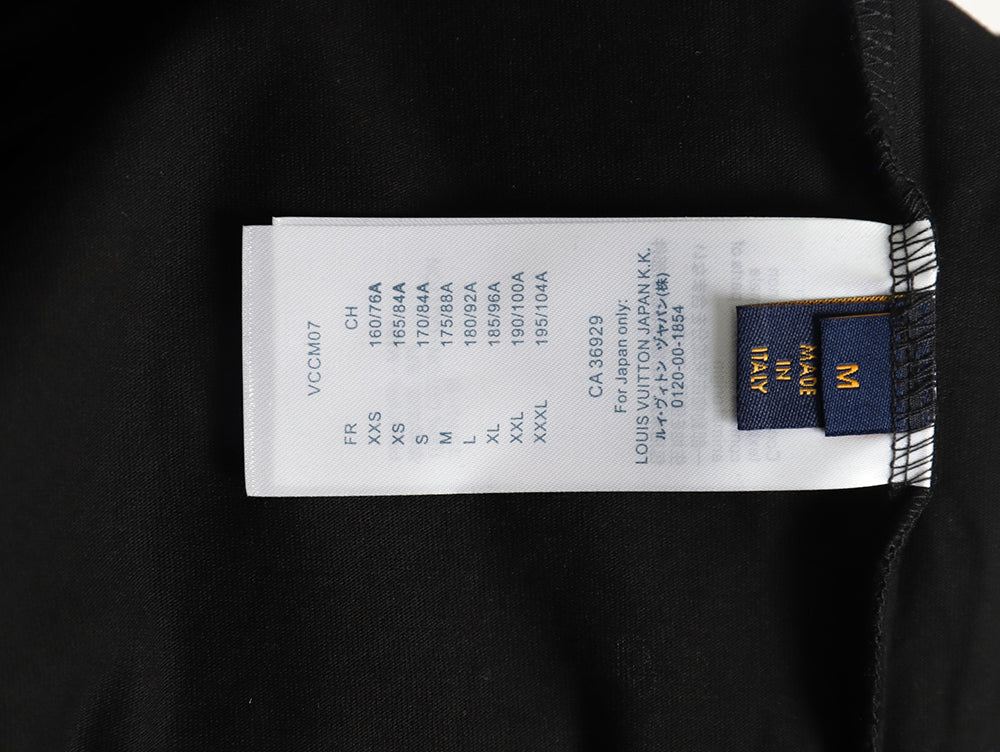 VCCM07
FR CH
XXS 160/76A
XS 165/84A
S 170/84A
M 175/88A
L 180/92A
XL 185/96A
XXL 190/100A
XXXL 195/104A
CA 36929
For Japan only:
LOUIS VUITTON JAPAN K.K.
ルイ・ヴィトン ヅャパン(株)
0120-00-1854
MADE
IN
ITALY
M